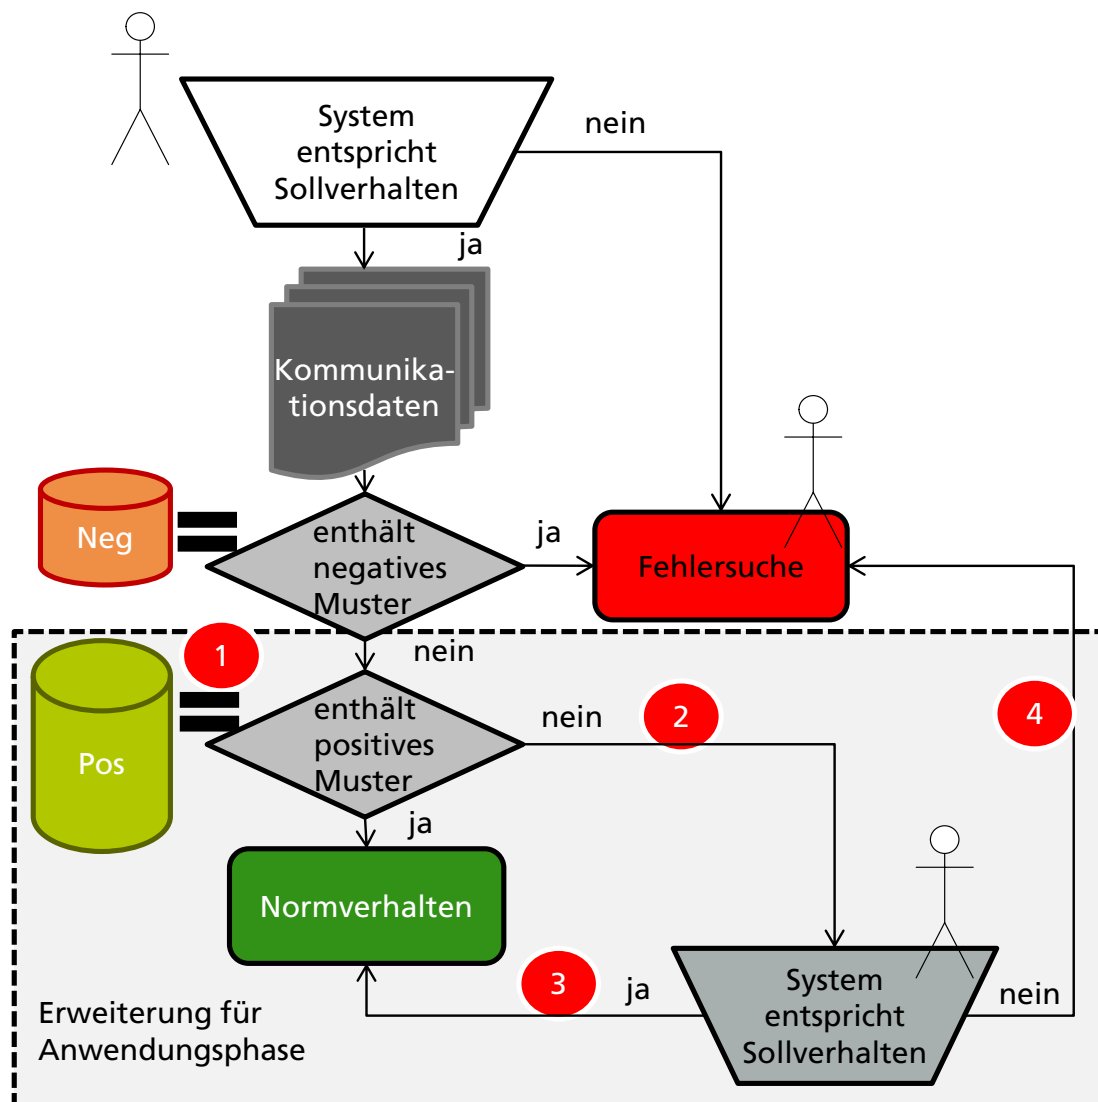 System
entspricht
Sollverhalten
nein
ja
Kommunika-
tionsdaten
Neg
enthält
negatives
Muster
ja
Fehlersuche
nein
1
Pos
enthält
positives
Muster
nein
2
4
ja
Normverhalten
3
ja
System
entspricht
Sollverhalten
nein
Erweiterung für
Anwendungsphase